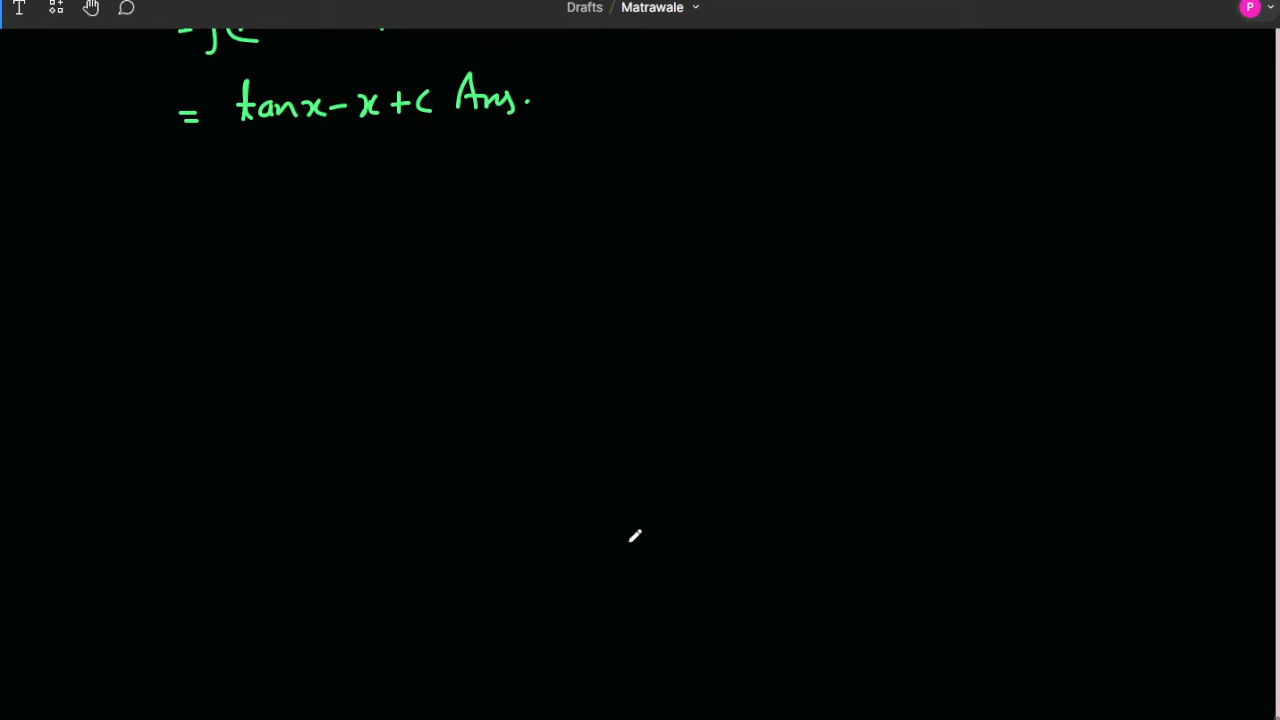 Drafts / Matrawale
P
= tanx - x + c Ans.